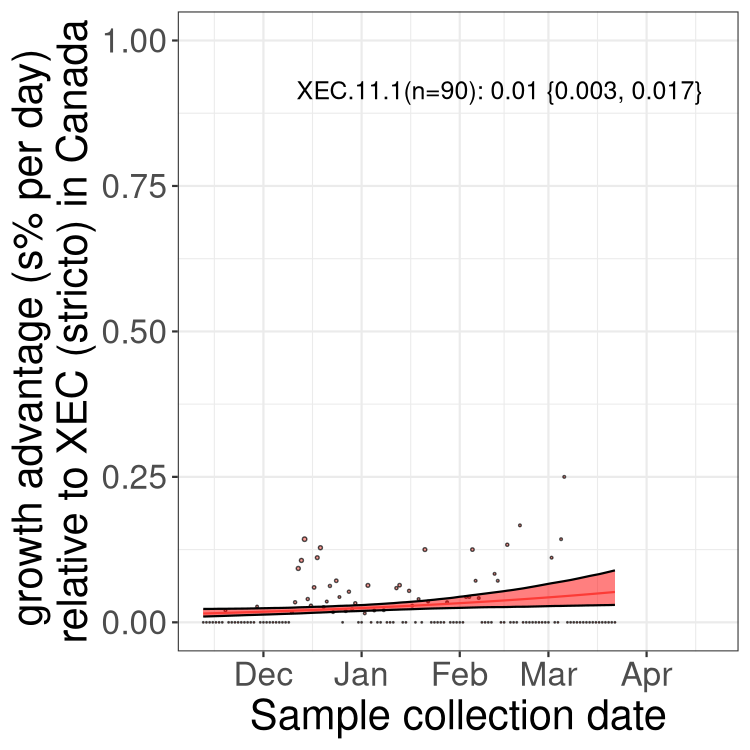 growth advantage (s% per day)
relative to XEC (stricto) in Canada
1.00
XEC.11.1(n=90): 0.01 {0.003, 0.017}
0.75
0.50
0.25
0.00
Dec Jan Feb Mar Apr
Sample collection date